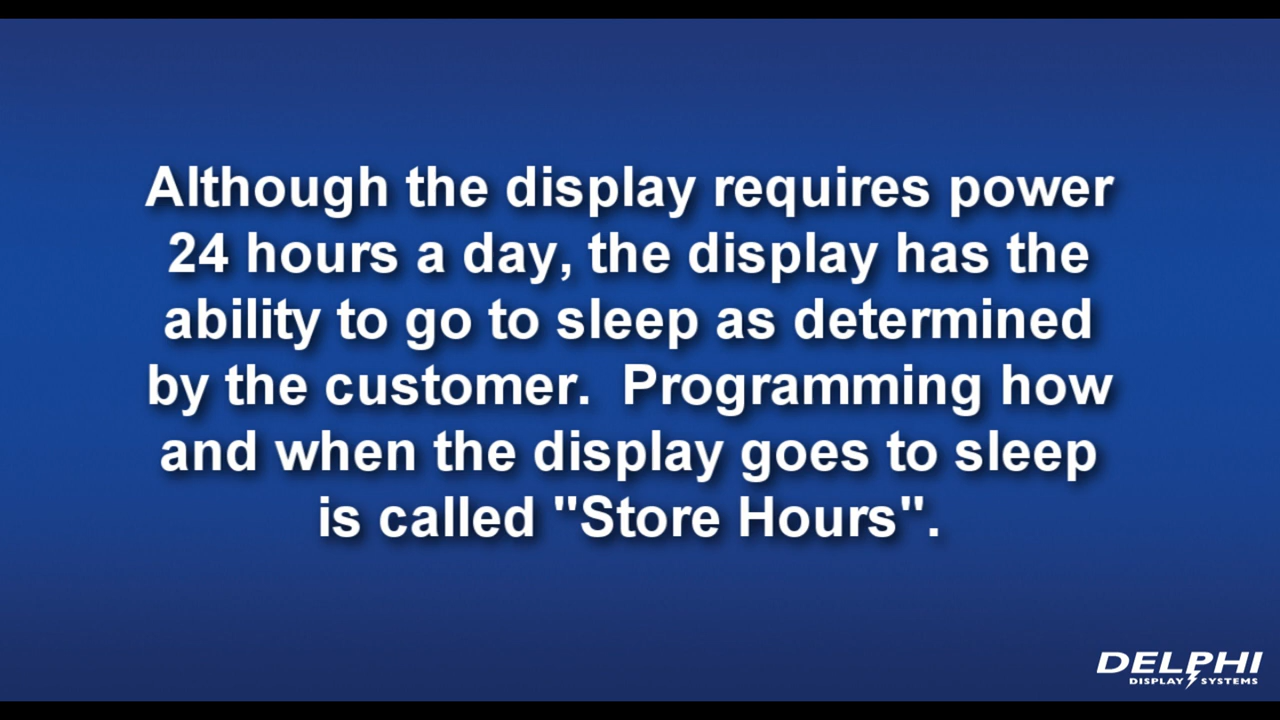 Although the display requires power
24 hours a day, the display has the
ability to go to sleep as determined
by the customer.  Programming how
and when the display goes to sleep
is called "Store Hours".
DELPHI
DISPLAY SYSTEMS